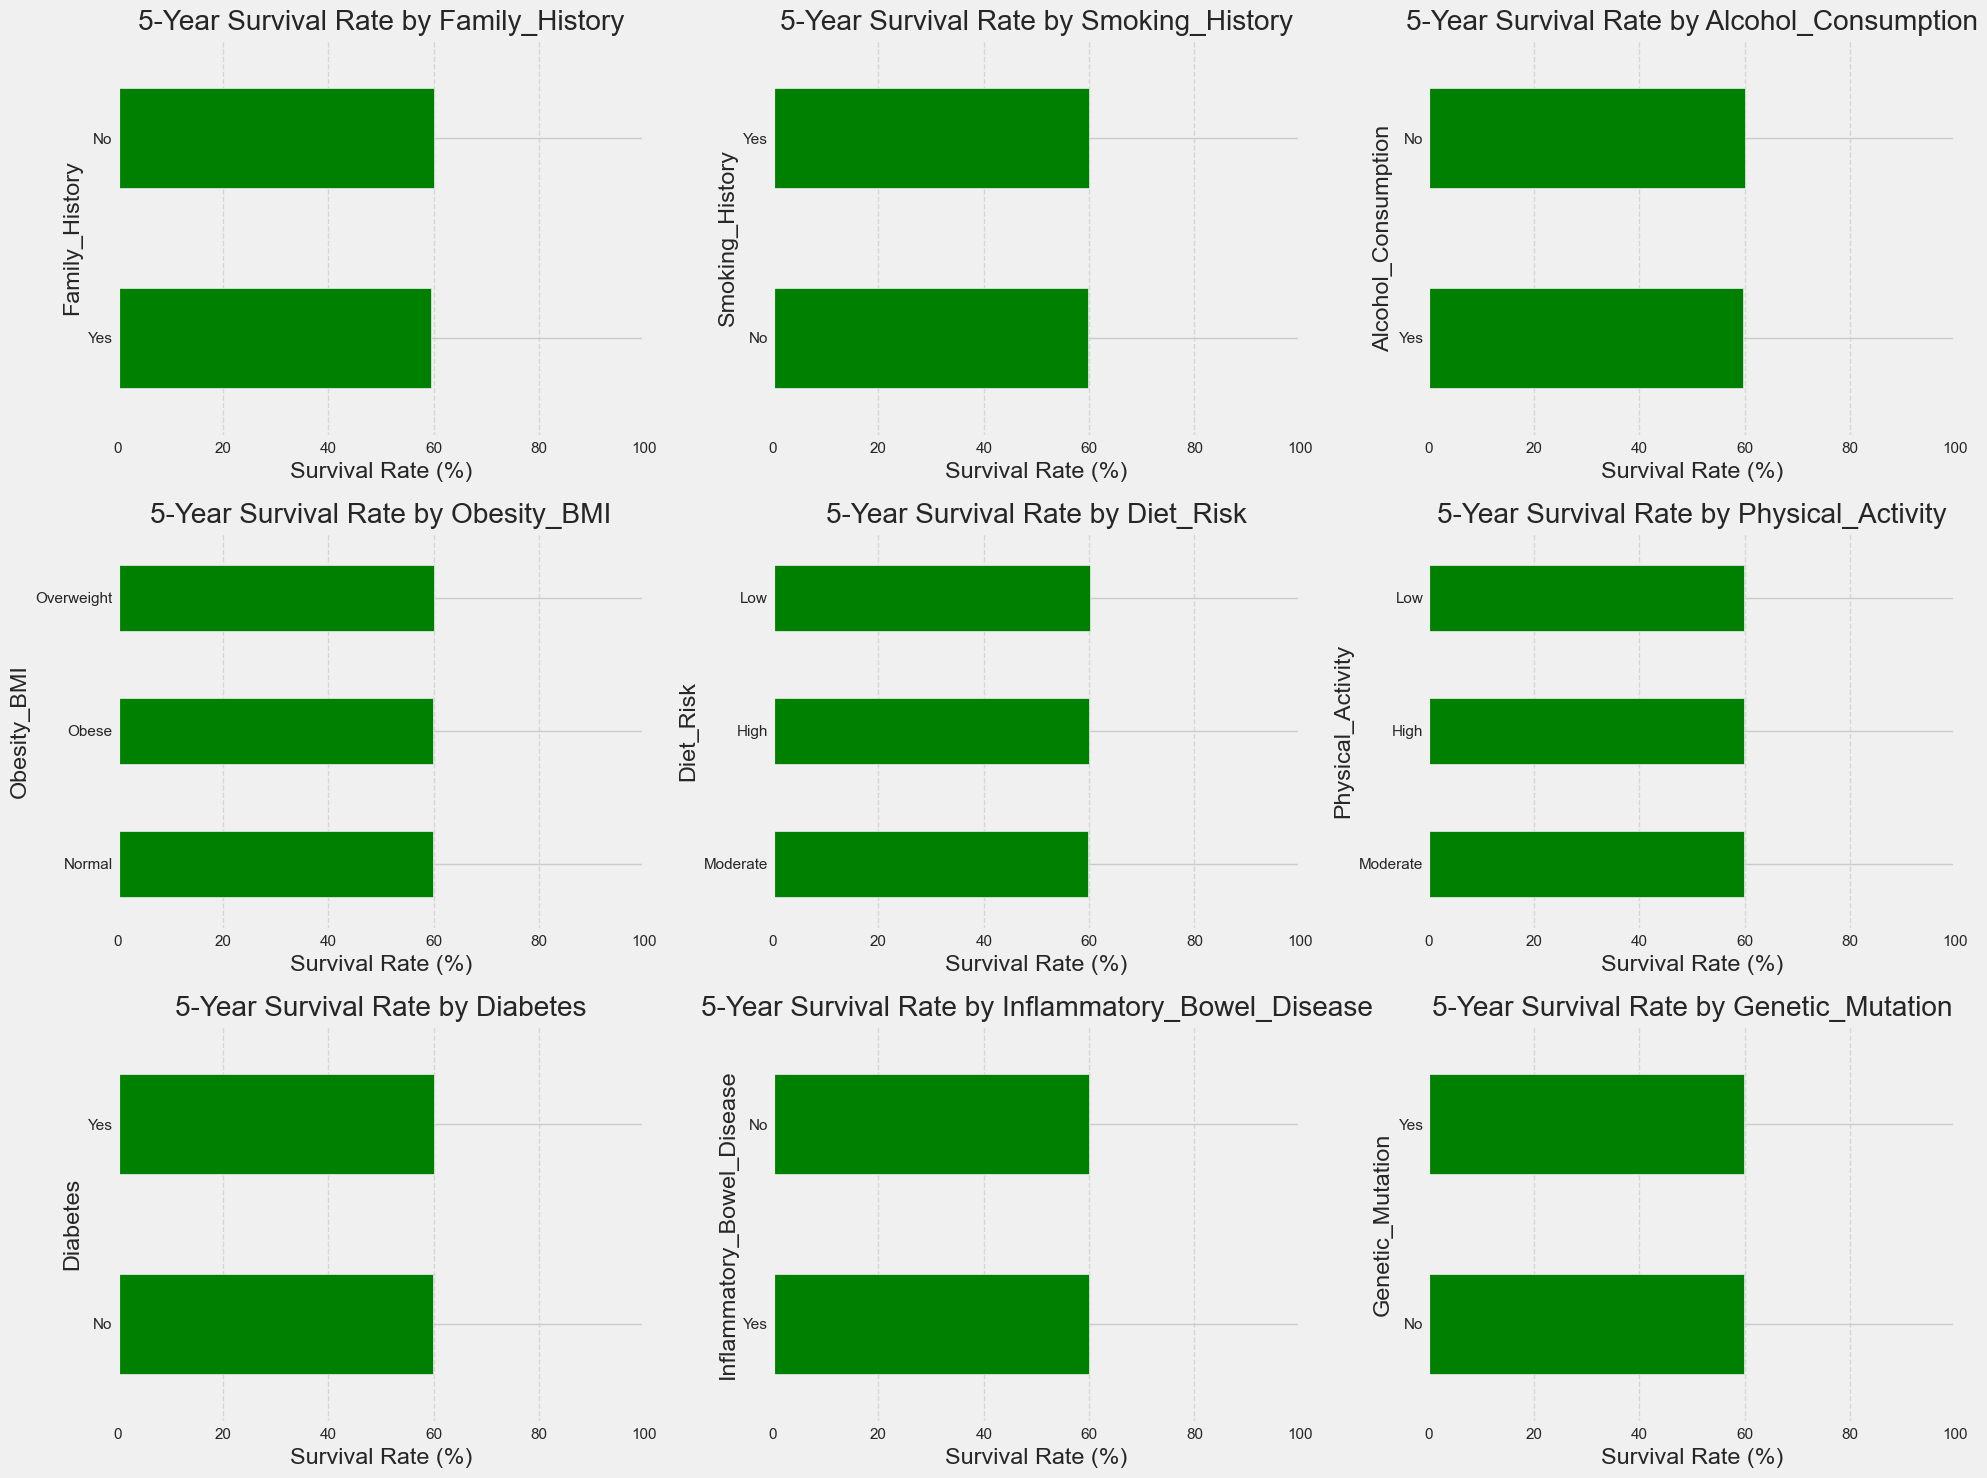 5-Year Survival Rate by Family_History
Family_History
No
Yes
0 20 40 60 80 100
Survival Rate (%)
5-Year Survival Rate by Smoking_History
Smoking_History
Yes
No
0 20 40 60 80 100
Survival Rate (%)
5-Year Survival Rate by Alcohol_Consumption
Alcohol_Consumption
No
Yes
0 20 40 60 80 100
Survival Rate (%)
5-Year Survival Rate by Obesity_BMI
Obesity_BMI
Overweight
Obese
Normal
0 20 40 60 80 100
Survival Rate (%)
5-Year Survival Rate by Diet_Risk
Diet_Risk
Low
High
Moderate
0 20 40 60 80 100
Survival Rate (%)
5-Year Survival Rate by Physical_Activity
Physical_Activity
Low
High
Moderate
0 20 40 60 80 100
Survival Rate (%)
5-Year Survival Rate by Diabetes
Diabetes
Yes
No
0 20 40 60 80 100
Survival Rate (%)
5-Year Survival Rate by Inflammatory_Bowel_Disease
Inflammatory_Bowel_Disease
No
Yes
0 20 40 60 80 100
Survival Rate (%)
5-Year Survival Rate by Genetic_Mutation
Genetic_Mutation
Yes
No
0 20 40 60 80 100
Survival Rate (%)